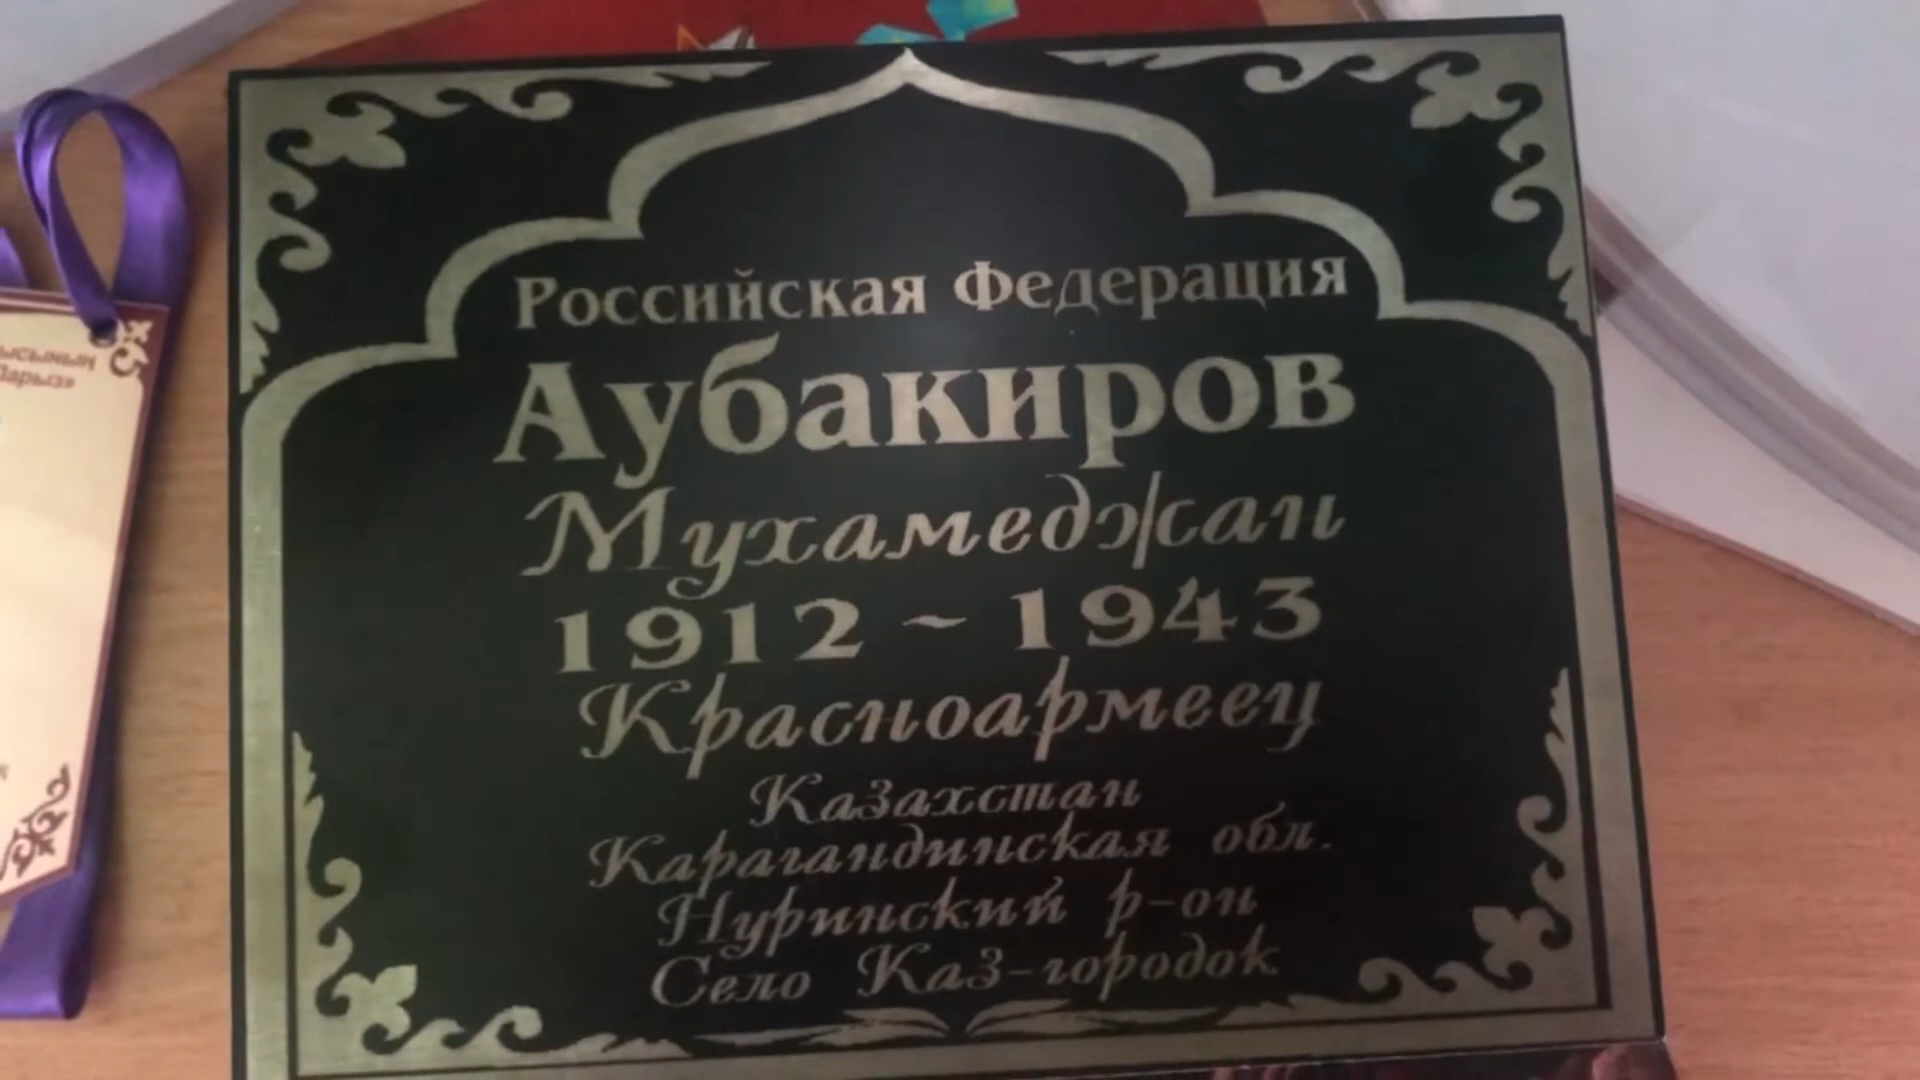 Российская Федерация
Аубакиров
Мухамеджан
1912 ~ 1943
Красноармеец
Казахстан
Карагандинская обл.
Нуринский р-он
Село Каз-городок